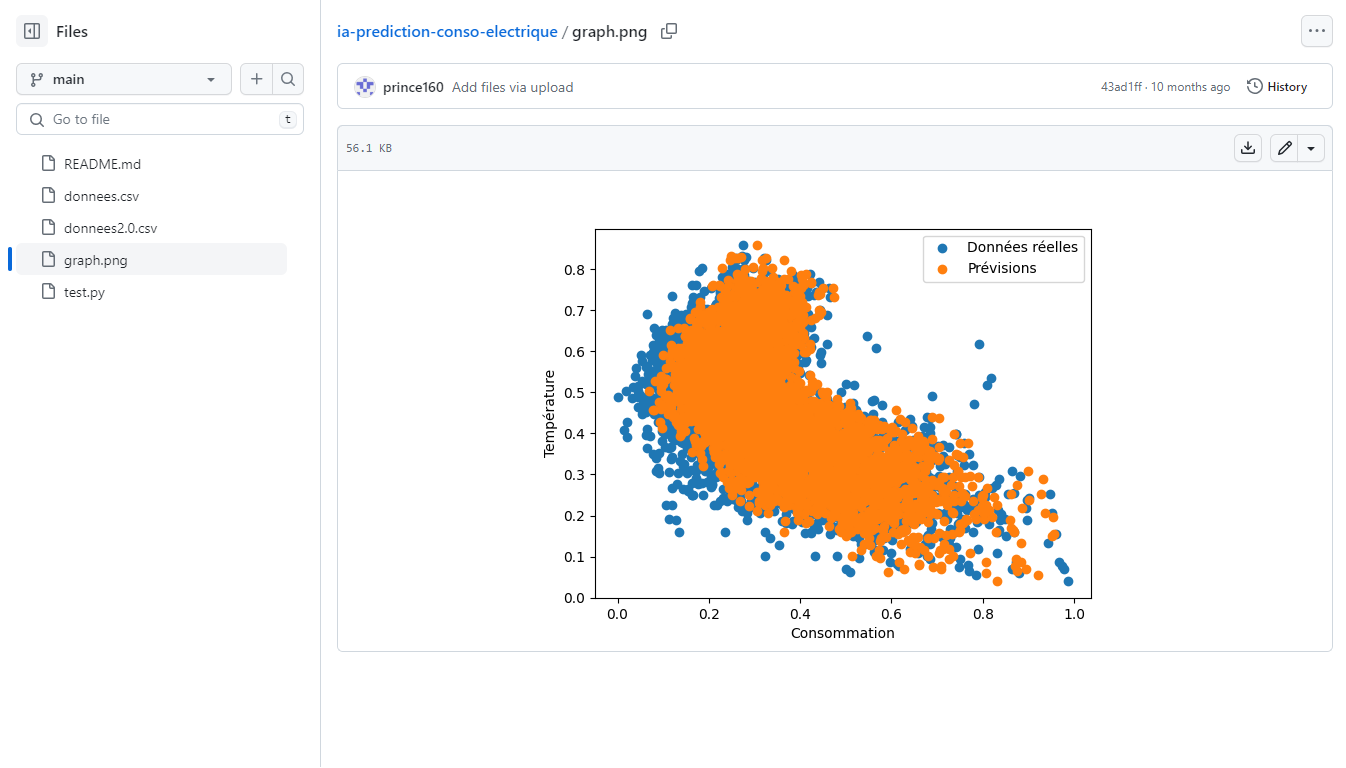 Files
main
Go to file
t
README.md
donnees.csv
donnees2.0.csv
graph.png
test.py
ia-prediction-conso-electrique / graph.png
prince160 Add files via upload
43ad1ff · 10 months ago
History
56.1 KB
Données réelles
Prévisions
Température
0.8
0.7
0.6
0.5
0.4
0.3
0.2
0.1
0.0
0.0 0.2 0.4 0.6 0.8 1.0
Consommation